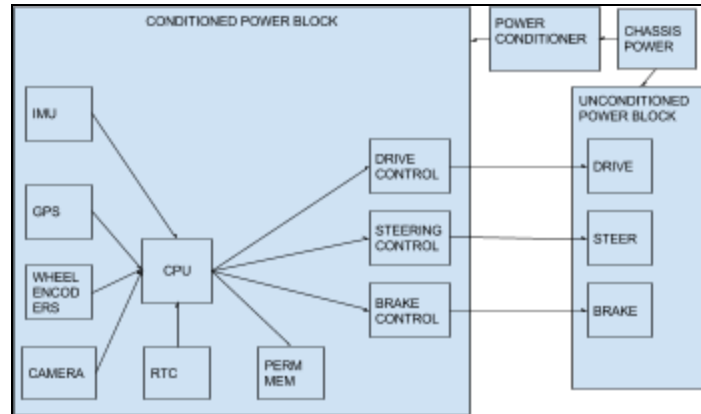 CONDITIONED POWER BLOCK
POWER
CONDITIONER
CHASSIS
POWER
UNCONDITIONED
POWER BLOCK
IMU
DRIVE
CONTROL
DRIVE
GPS
STEERING
CONTROL
STEER
CPU
WHEEL
ENCOD
ERS
BRAKE
CONTROL
BRAKE
CAMERA
RTC
PERM
MEM